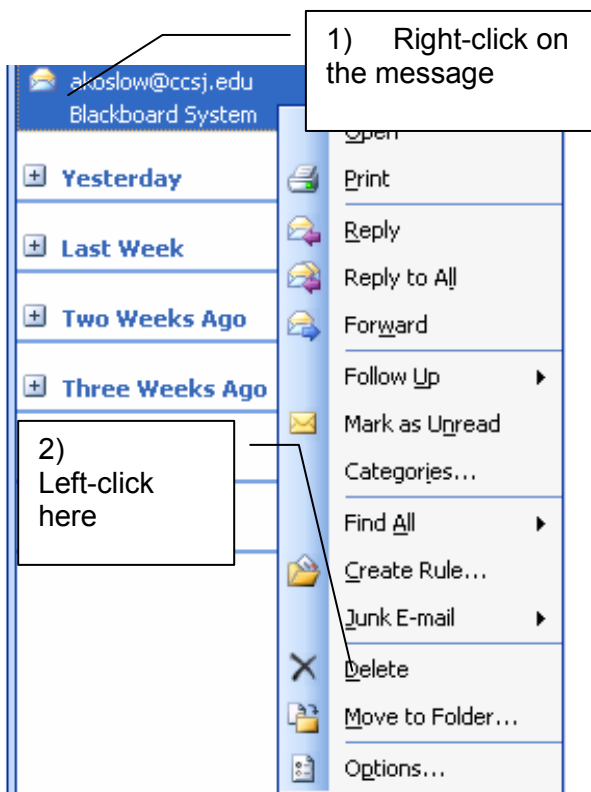 1) Right-click on
the message
akoslow@ccsj.edu
Blackboard System
Open
Yesterday
Print
Reply
Last Week
Reply to All
Two Weeks Ago
Forward
Follow Up
Three Weeks Ago
Mark as Unread
2)
Left-click
here
Categories...
Find All
Create Rule...
Junk E-mail
Delete
Move to Folder...
Options...